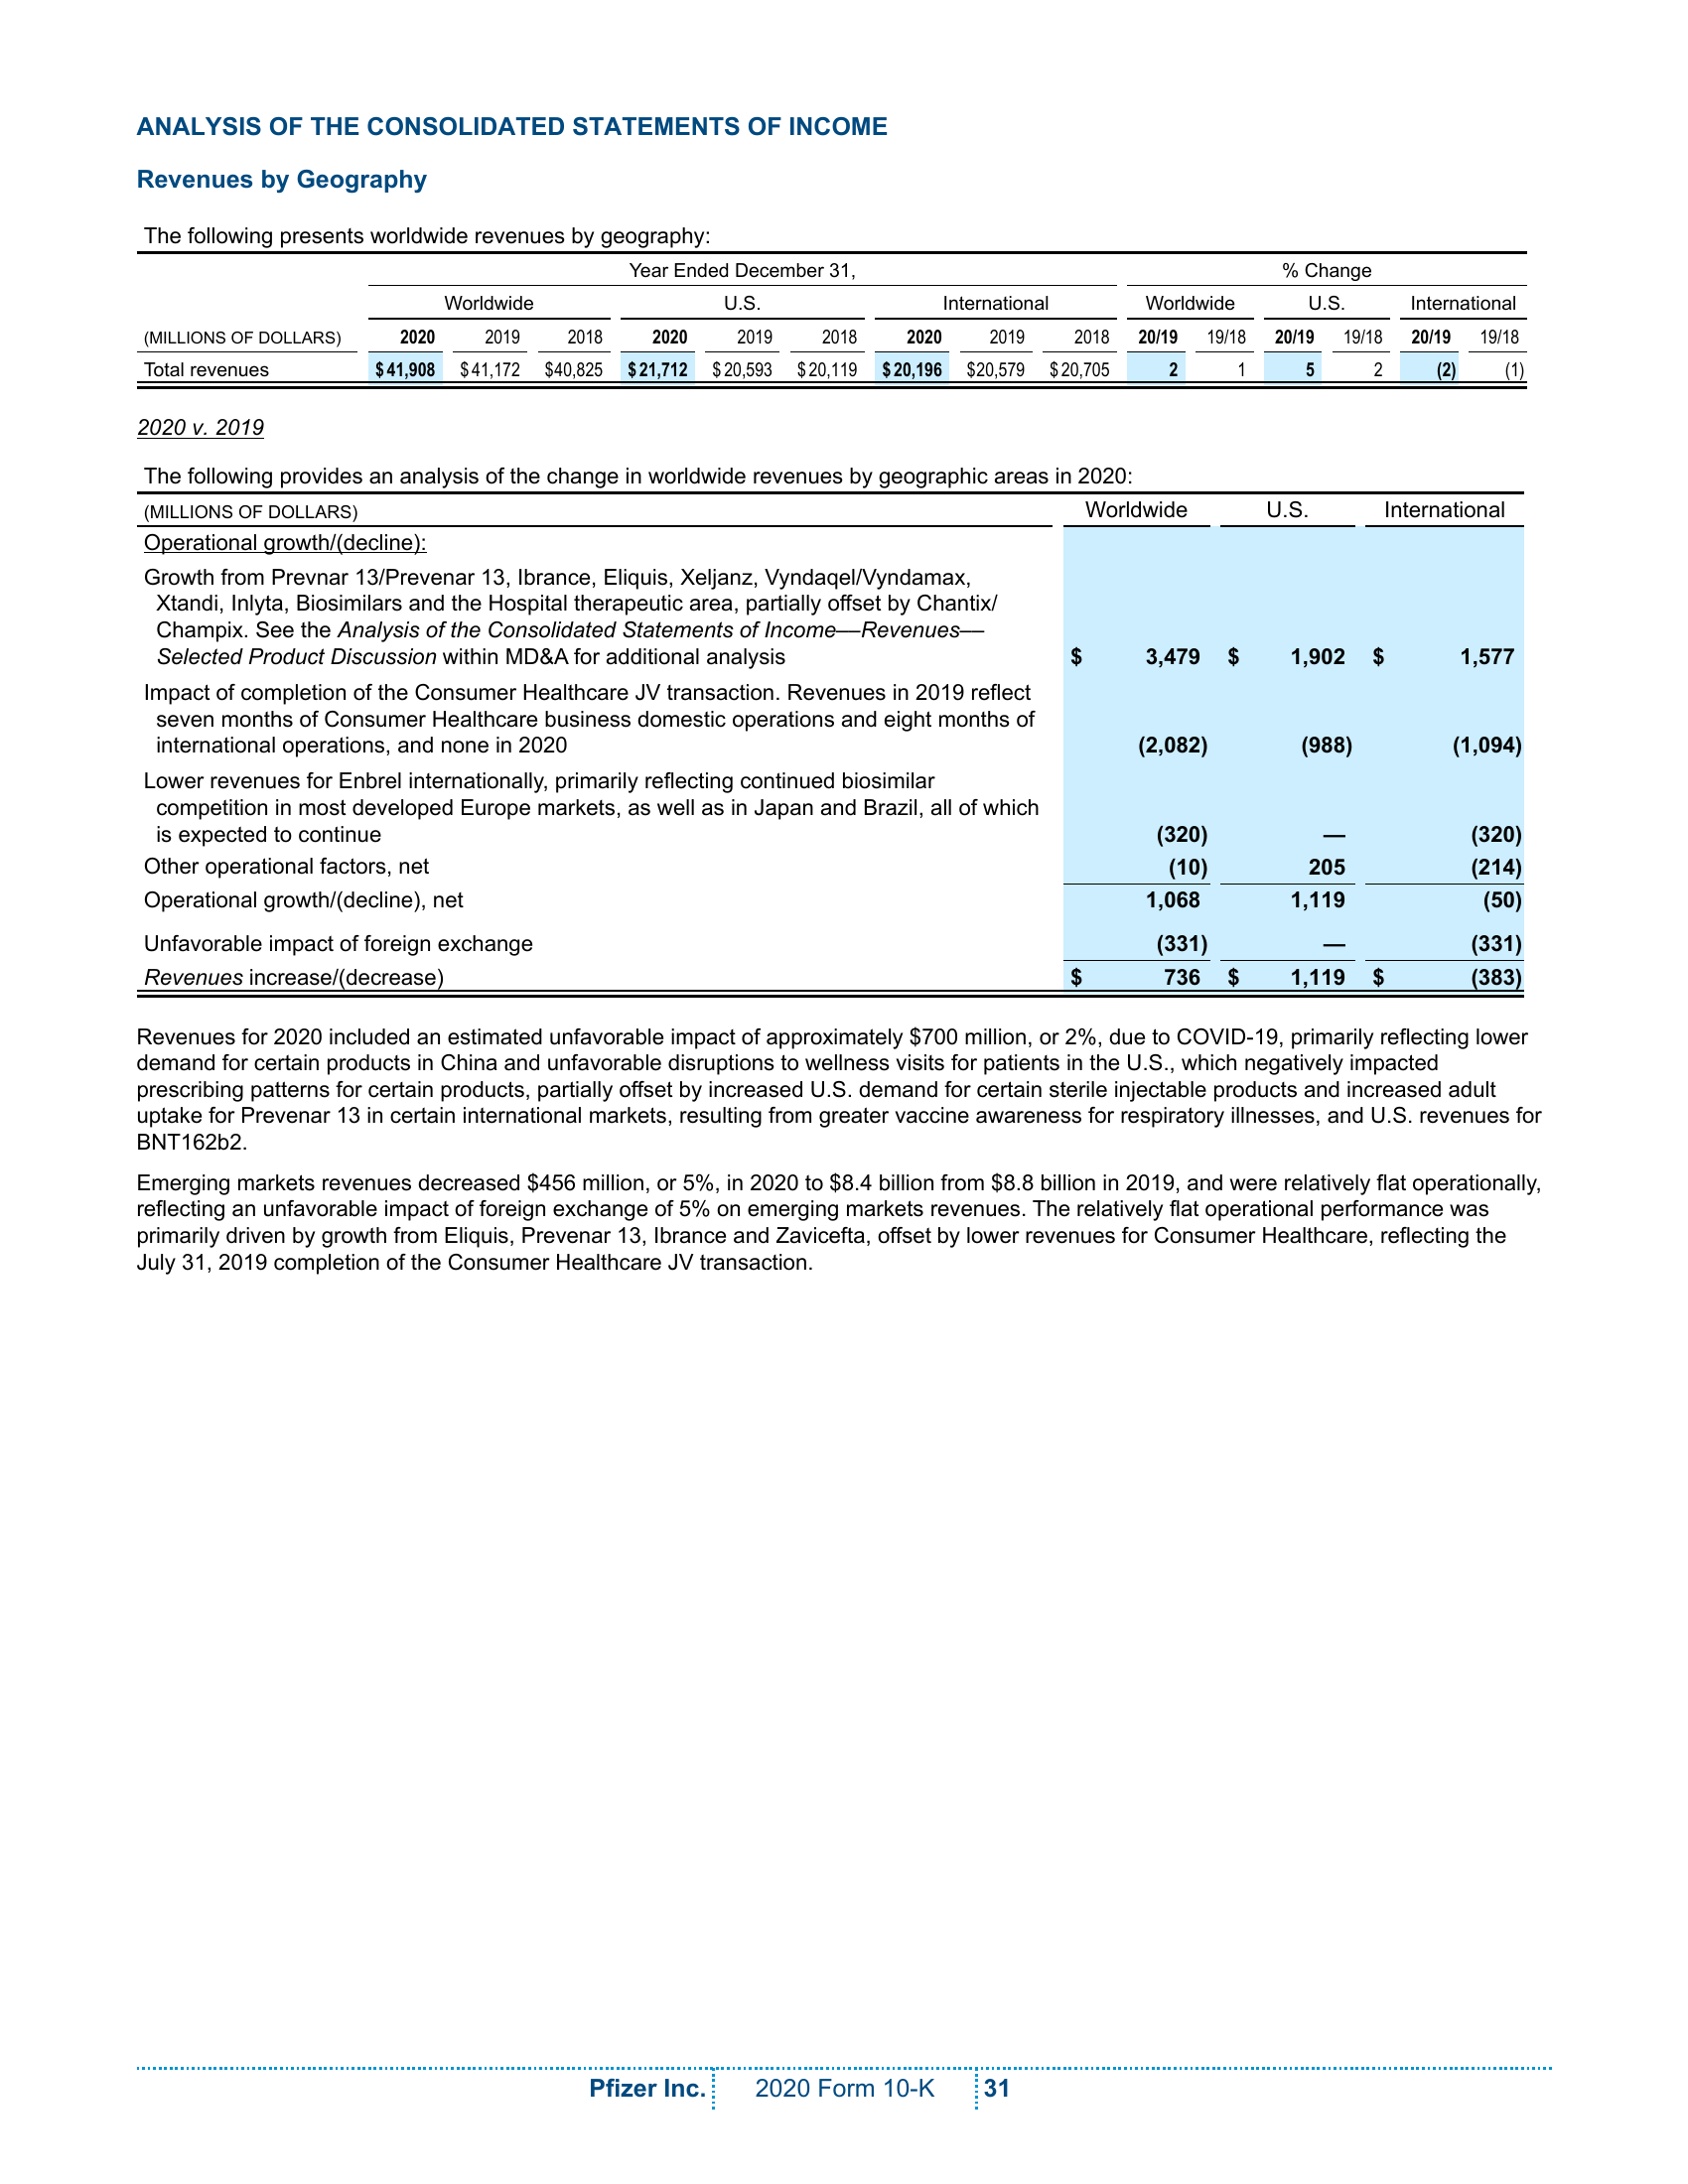 ANALYSIS OF THE CONSOLIDATED STATEMENTS OF INCOME
Revenues by Geography
The following presents worldwide revenues by geography:
Year Ended December 31, % Change
Worldwide U.S. International Worldwide U.S. International
(MILLIONS OF DOLLARS) 2020 2019 2018 2020 2019 2018 2020 2019 2018 20/19 19/18 20/19 19/18 20/19 19/18
Total revenues $ 41,908 $ 41,172 $40,825 $ 21,712 $ 20,593 $ 20,119 $ 20,196 $20,579 $ 20,705 2 1 5 2 (2) (1)
2020 v. 2019
The following provides an analysis of the change in worldwide revenues by geographic areas in 2020:
(MILLIONS OF DOLLARS) Worldwide U.S. International
Operational growth/(decline):
Growth from Prevnar 13/Prevenar 13, Ibrance, Eliquis, Xeljanz, Vyndaqel/Vyndamax,
Xtandi, Inlyta, Biosimilars and the Hospital therapeutic area, partially offset by Chantix/
Champix. See the Analysis of the Consolidated Statements of Income––Revenues––
Selected Product Discussion within MD&A for additional analysis $ 3,479 $ 1,902 $ 1,577
Impact of completion of the Consumer Healthcare JV transaction. Revenues in 2019 reflect
seven months of Consumer Healthcare business domestic operations and eight months of
international operations, and none in 2020 (2,082) (988) (1,094)
Lower revenues for Enbrel internationally, primarily reflecting continued biosimilar
competition in most developed Europe markets, as well as in Japan and Brazil, all of which
is expected to continue (320) — (320)
Other operational factors, net (10) 205 (214)
Operational growth/(decline), net 1,068 1,119 (50)
Unfavorable impact of foreign exchange (331) — (331)
Revenues increase/(decrease) $ 736 $ 1,119 $ (383)
Revenues for 2020 included an estimated unfavorable impact of approximately $700 million, or 2%, due to COVID-19, primarily reflecting lower
demand for certain products in China and unfavorable disruptions to wellness visits for patients in the U.S., which negatively impacted
prescribing patterns for certain products, partially offset by increased U.S. demand for certain sterile injectable products and increased adult
uptake for Prevenar 13 in certain international markets, resulting from greater vaccine awareness for respiratory illnesses, and U.S. revenues for
BNT162b2.
Emerging markets revenues decreased $456 million, or 5%, in 2020 to $8.4 billion from $8.8 billion in 2019, and were relatively flat operationally,
reflecting an unfavorable impact of foreign exchange of 5% on emerging markets revenues. The relatively flat operational performance was
primarily driven by growth from Eliquis, Prevenar 13, Ibrance and Zavicefta, offset by lower revenues for Consumer Healthcare, reflecting the
July 31, 2019 completion of the Consumer Healthcare JV transaction.
Pfizer Inc. 2020 Form 10-K 31